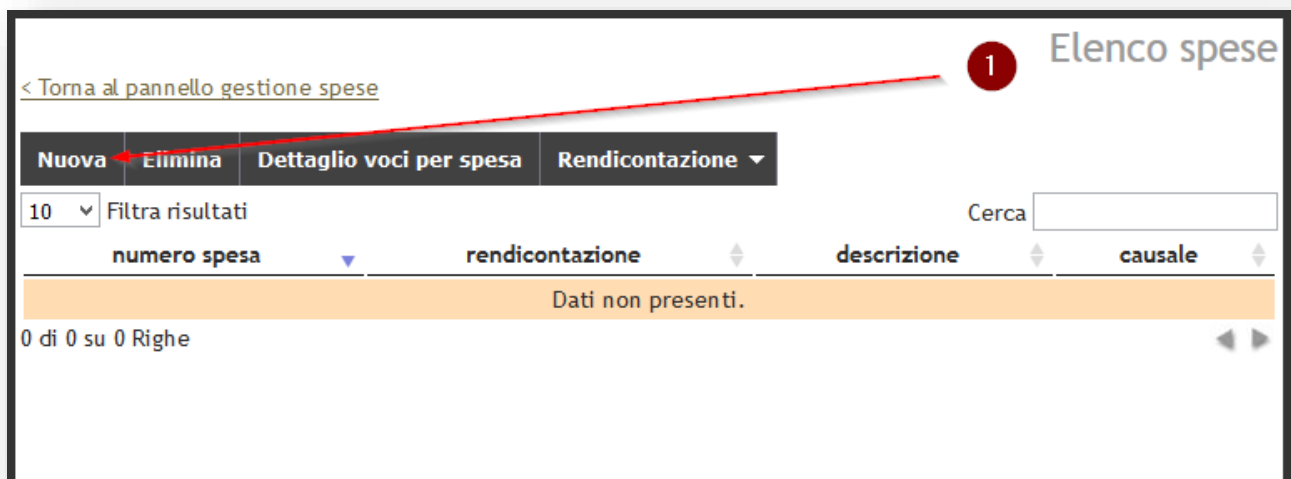 1
Elenco spese
< Torna al pannello gestione spese
Nuova Elimina Dettaglio voci per spesa Rendicontazione
10 Filtra risultati Cerca
numero spesa rendicontazione descrizione causale
Dati non presenti.
0 di 0 su 0 Righe